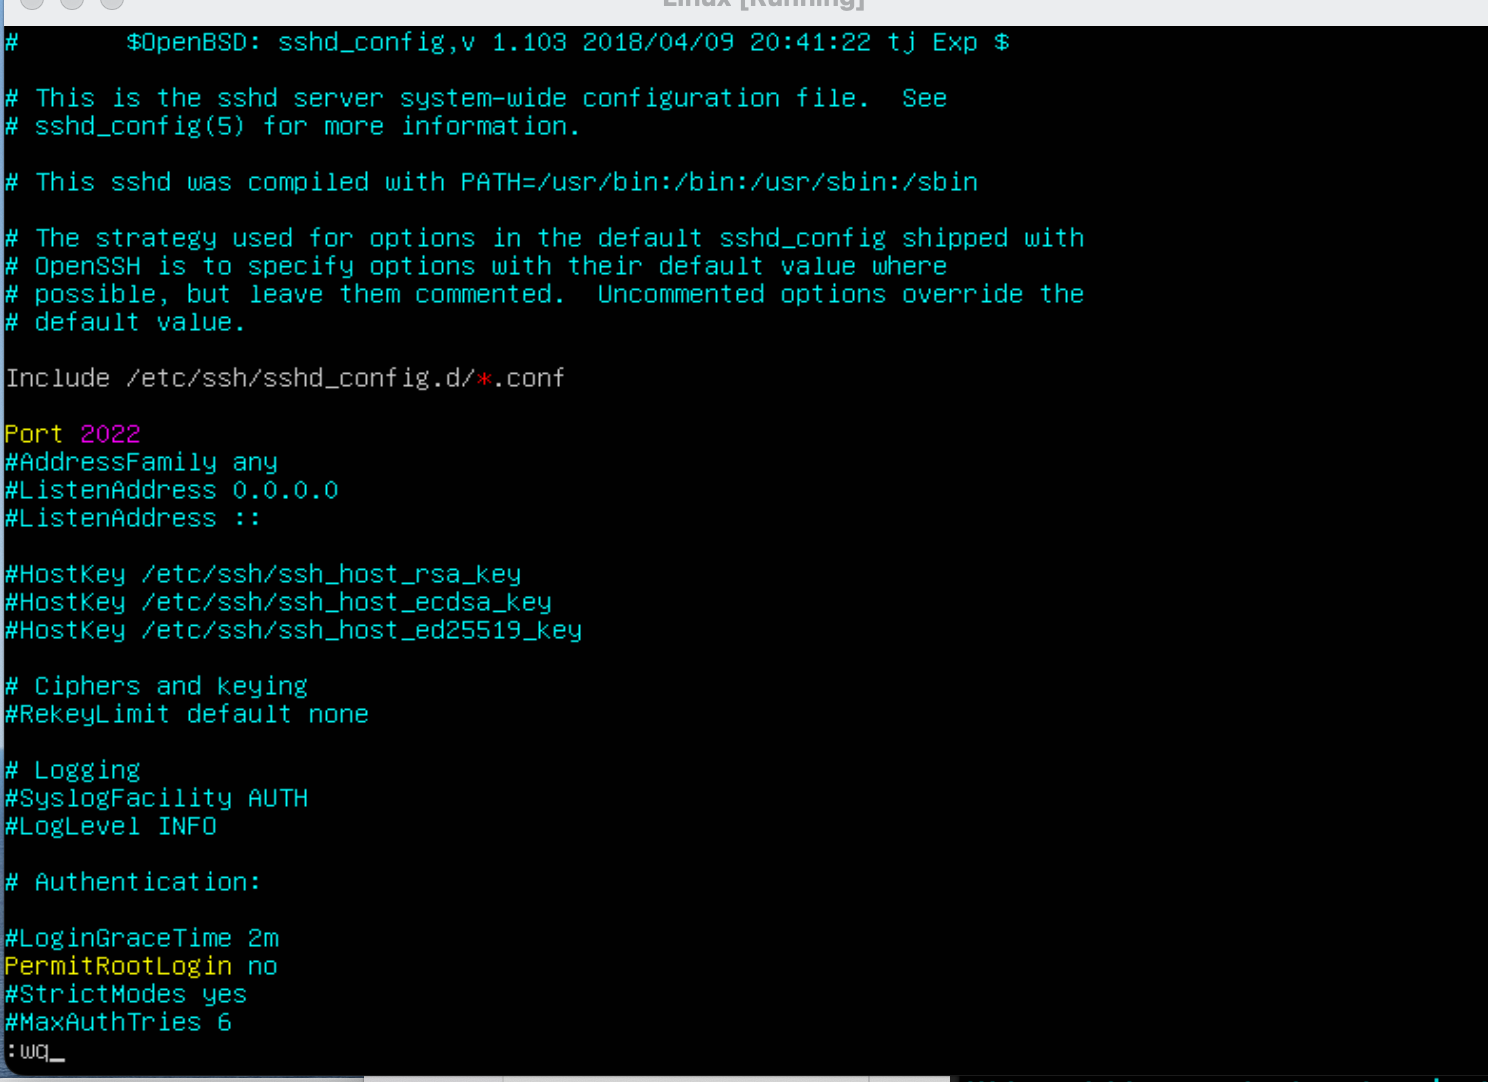 Linux [Running]
# $OpenBSD: sshd_config,v 1.103 2018/04/09 20:41:22 tj Exp $
# This is the sshd server system-wide configuration file. See
# sshd_config(5) for more information.
# This sshd was compiled with PATH=/usr/bin:/bin:/usr/sbin:/sbin
# The strategy used for options in the default sshd_config shipped with
# OpenSSH is to specify options with their default value where
# possible, but leave them commented. Uncommented options override the
# default value.
Include /etc/ssh/sshd_config.d/*.conf
Port 2022
#AddressFamily any
#ListenAddress 0.0.0.0
#ListenAddress ::
#HostKey /etc/ssh/ssh_host_rsa_key
#HostKey /etc/ssh/ssh_host_ecdsa_key
#HostKey /etc/ssh/ssh_host_ed25519_key
# Ciphers and keying
#RekeyLimit default none
# Logging
#SyslogFacility AUTH
#LogLevel INFO
# Authentication:
#LoginGraceTime 2m
PermitRootLogin no
#StrictModes yes
#MaxAuthTries 6
:wq_